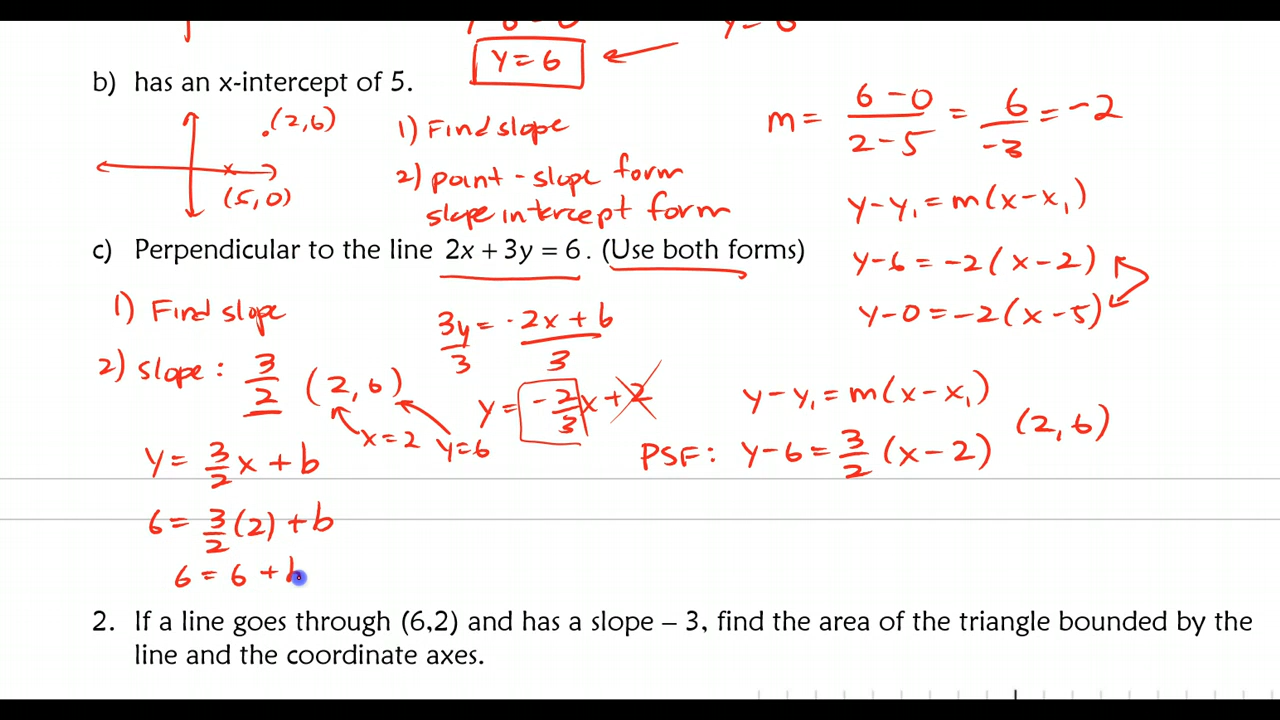 y = 6
b) has an x-intercept of 5.
(2,6)
(5,0)
1) Find slope
2) point - slope form
slope intercept form
m = 6-0/2-5 = 6/-3 = -2
y-y₁ = m(x-x₁)
y-6 = -2(x-2)
y-0 = -2(x-5)
c) Perpendicular to the line 2x + 3y = 6. (Use both forms)
1) Find slope
3y/3 = -2x + 6/3
y = -2/3x + 2
2) slope: 3/2 (2,6)
x=2 y=6
y = 3/2 x + b
6 = 3/2 (2) + b
6 = 6 + b
y-y₁ = m(x-x₁)
(2,6)
PSF: y-6 = 3/2 (x-2)
2. If a line goes through (6,2) and has a slope – 3, find the area of the triangle bounded by the
line and the coordinate axes.